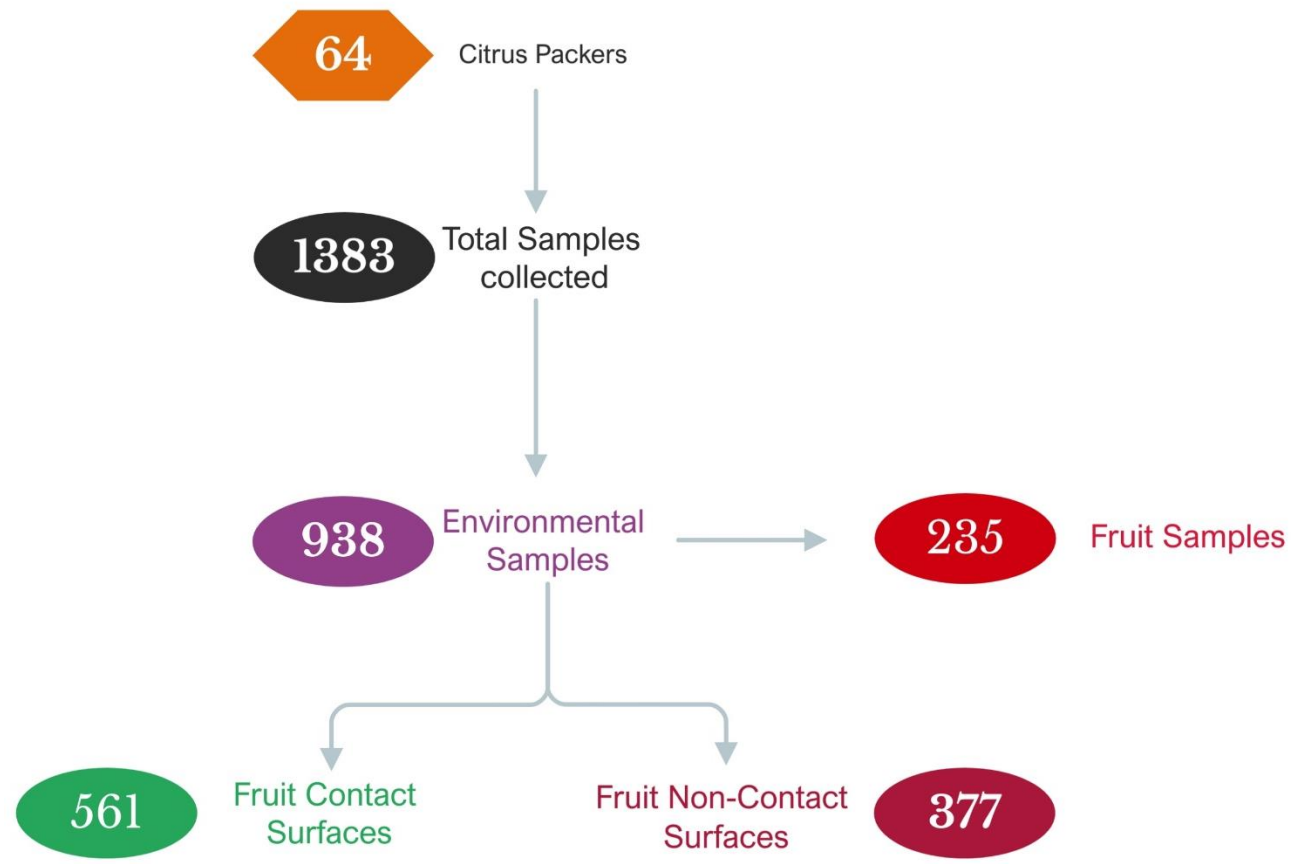 64 Citrus Packers
1383 Total Samples
collected
938 Environmental
Samples
235 Fruit Samples
561 Fruit Contact
Surfaces
Fruit Non-Contact
Surfaces 377